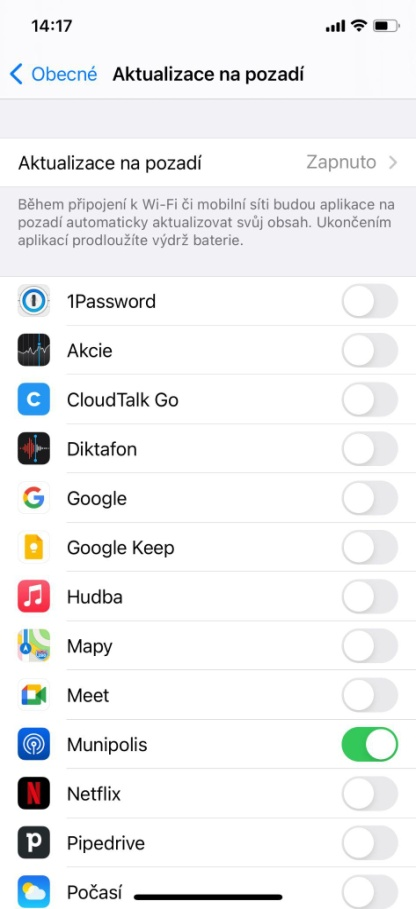 14:17
Obecné
Aktualizace na pozadí
Aktualizace na pozadí
Zapnuto
Během připojení k Wi-Fi či mobilní síti budou aplikace na
pozadí automaticky aktualizovat svůj obsah. Ukončením
aplikací prodloužíte výdrž baterie.
1Password
Akcie
CloudTalk Go
Diktafon
Google
Google Keep
Hudba
Mapy
Meet
Munipolis
Netflix
Pipedrive
Počasí